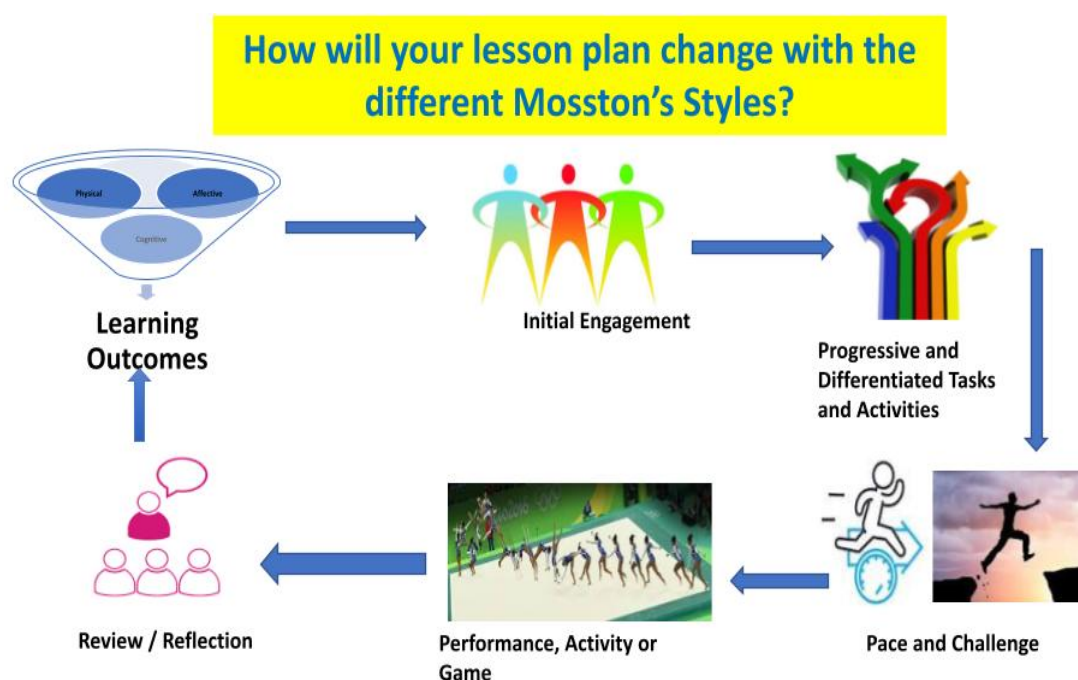 How will your lesson plan change with the
different Mosston's Styles?
Physical
Affective
Cognitive
Learning
Outcomes
Initial Engagement
Progressive and
Differentiated Tasks
and Activities
Pace and Challenge
Performance, Activity or
Game
Review / Reflection